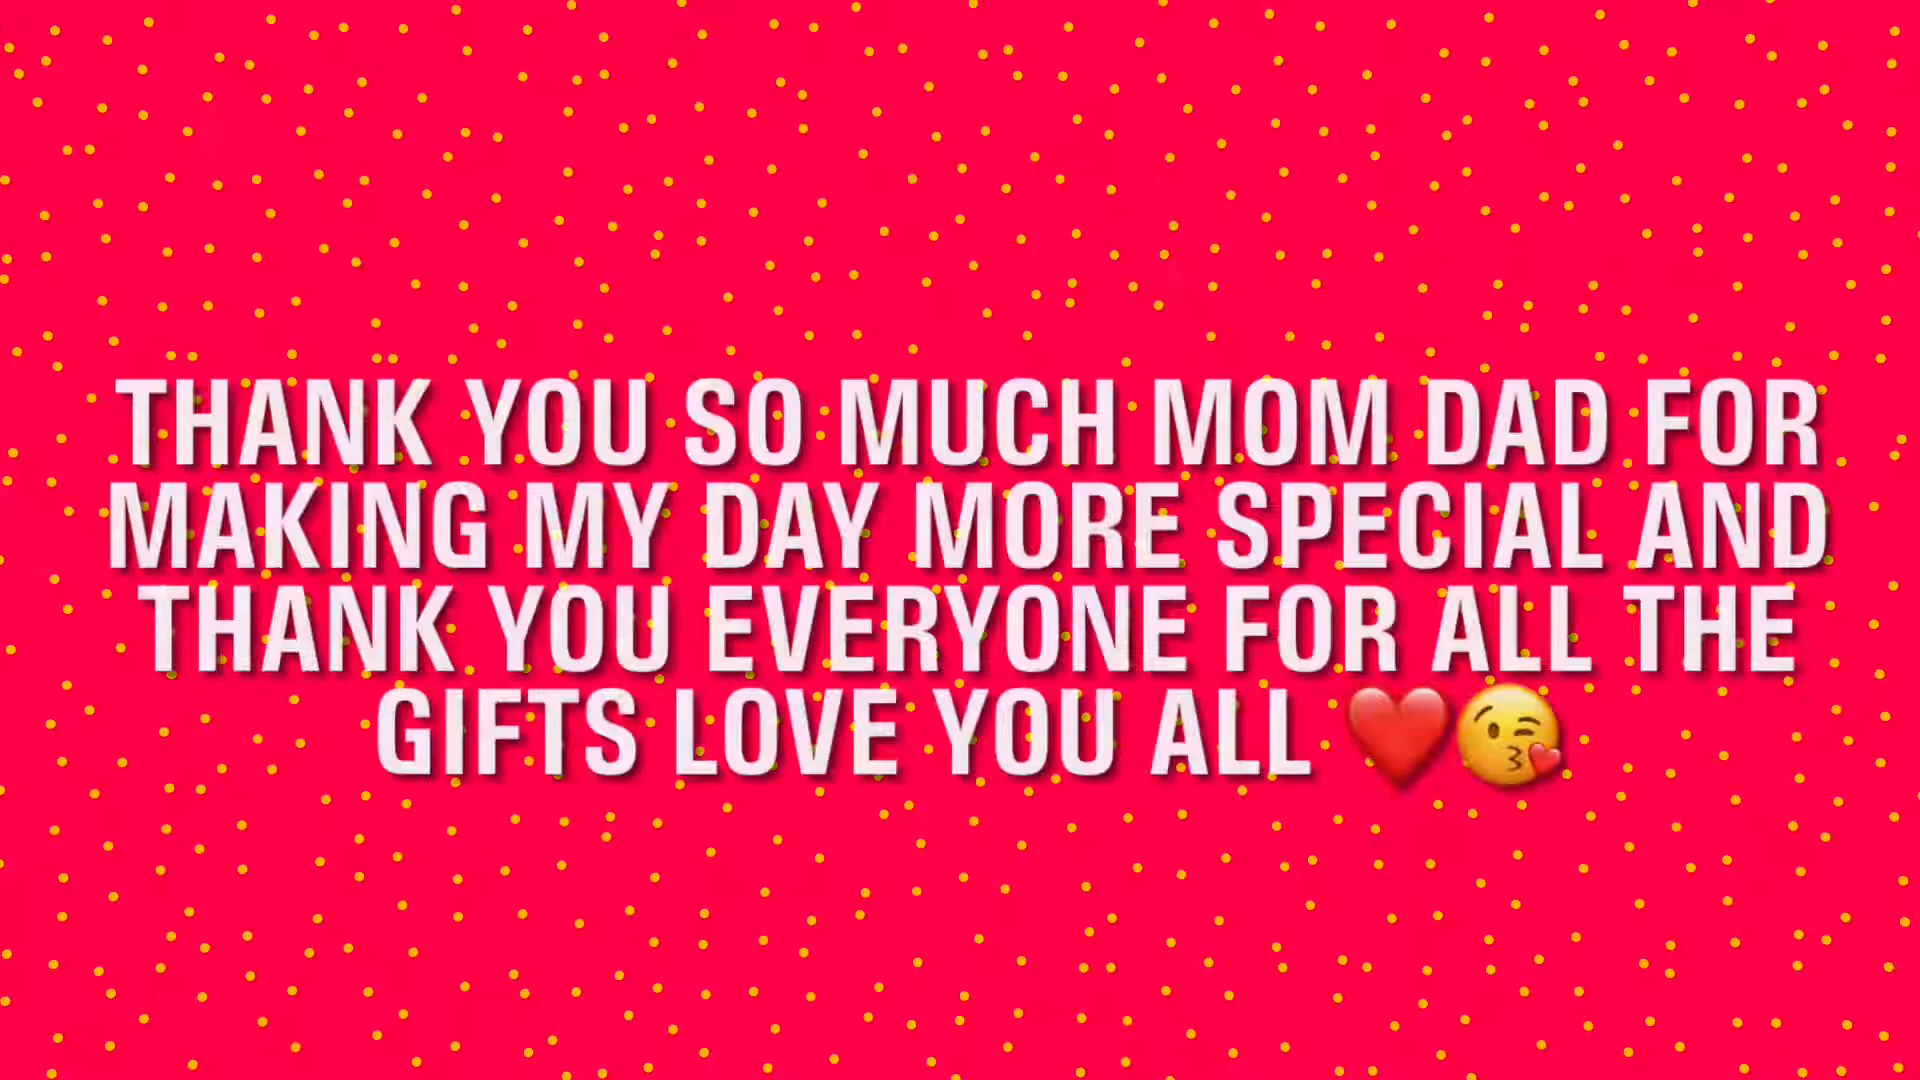 THANK YOU SO MUCH MOM DAD FOR
MAKING MY DAY MORE SPECIAL AND
THANK YOU EVERYONE FOR ALL THE
GIFTS LOVE YOU ALL ❤️😘